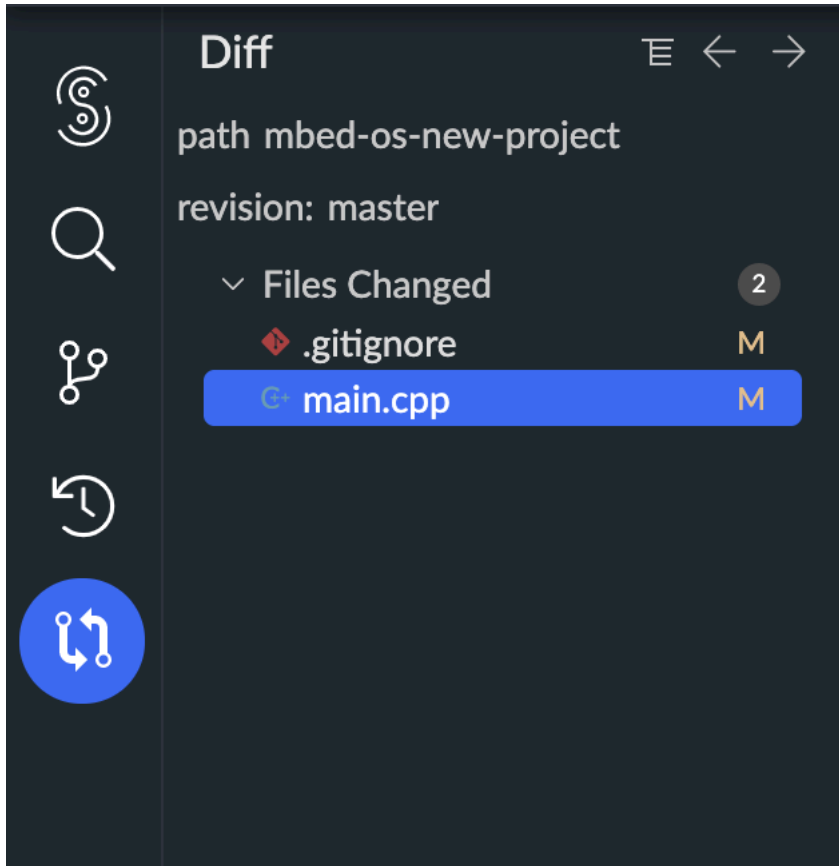 Diff
path mbed-os-new-project
revision: master
Files Changed 2
.gitignore M
C++ main.cpp M